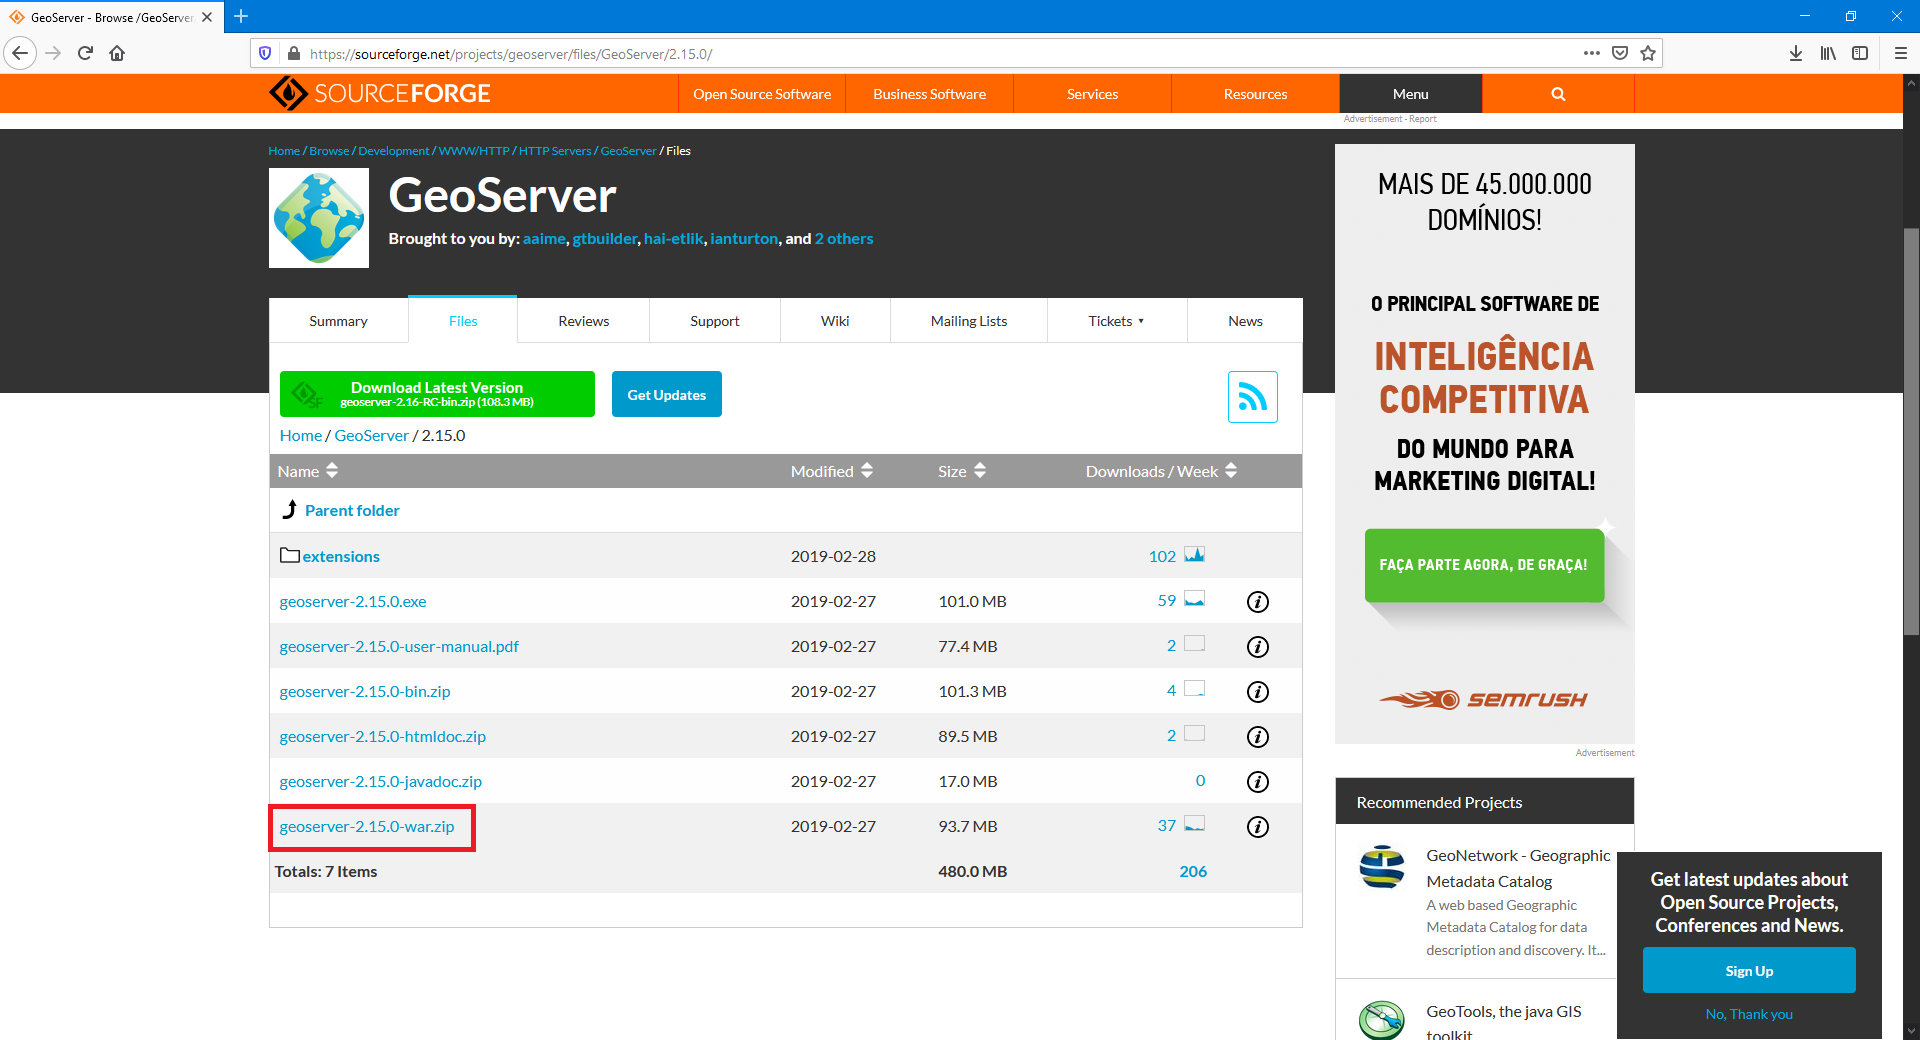 GeoServer - Browse /GeoServer
https://sourceforge.net/projects/geoserver/files/GeoServer/2.15.0/
SOURCEFORGE
Open Source Software
Business Software
Services
Resources
Menu
Advertisement - Report
Home / Browse / Development / WWW/HTTP / HTTP Servers / GeoServer / Files
GeoServer
Brought to you by: aaime, gtbuilder, hai-etlik, ianturton, and 2 others
Summary
Files
Reviews
Support
Wiki
Mailing Lists
Tickets
News
Download Latest Version
geoserver-2.16-RC-bin.zip (108.3 MB)
SF
Get Updates
Home / GeoServer / 2.15.0
Name Modified Size Downloads / Week
Parent folder
extensions 2019-02-28 102
geoserver-2.15.0.exe 2019-02-27 101.0 MB 59
geoserver-2.15.0-user-manual.pdf 2019-02-27 77.4 MB 2
geoserver-2.15.0-bin.zip 2019-02-27 101.3 MB 4
geoserver-2.15.0-htmldoc.zip 2019-02-27 89.5 MB 2
geoserver-2.15.0-javadoc.zip 2019-02-27 17.0 MB 0
geoserver-2.15.0-war.zip 2019-02-27 93.7 MB 37
Totals: 7 Items 480.0 MB 206
MAIS DE 45.000.000
DOMÍNIOS!
O PRINCIPAL SOFTWARE DE
INTELIGÊNCIA
COMPETITIVA
DO MUNDO PARA
MARKETING DIGITAL!
FAÇA PARTE AGORA, DE GRAÇA!
SEMRUSH
Advertisement
Recommended Projects
GeoNetwork - Geographic
Metadata Catalog
A web based Geographic
Metadata Catalog for data
description and discovery. It...
GeoTools, the java GIS
toolkit
Get latest updates about
Open Source Projects,
Conferences and News.
Sign Up
No, Thank you